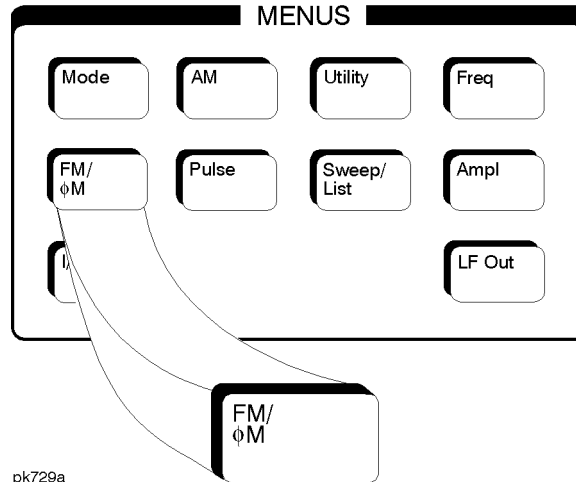 MENUS
Mode
AM
Utility
Freq
FM/
ϕM
Pulse
Sweep/
List
Ampl
LF Out
FM/
ϕM
pk729a